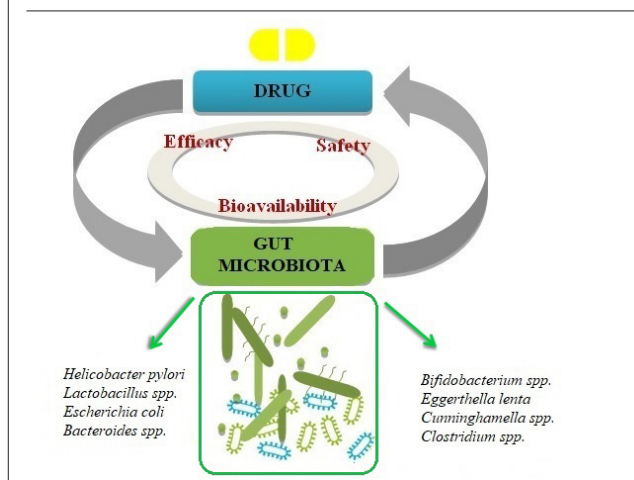 DRUG
Efficacy
Safety
Bioavailability
GUT
MICROBIOTA
Helicobacter pylori
Lactobacillus spp.
Escherichia coli
Bacteroides spp.
Bifidobacterium spp.
Eggerthella lenta
Cunninghamella spp.
Clostridium spp.